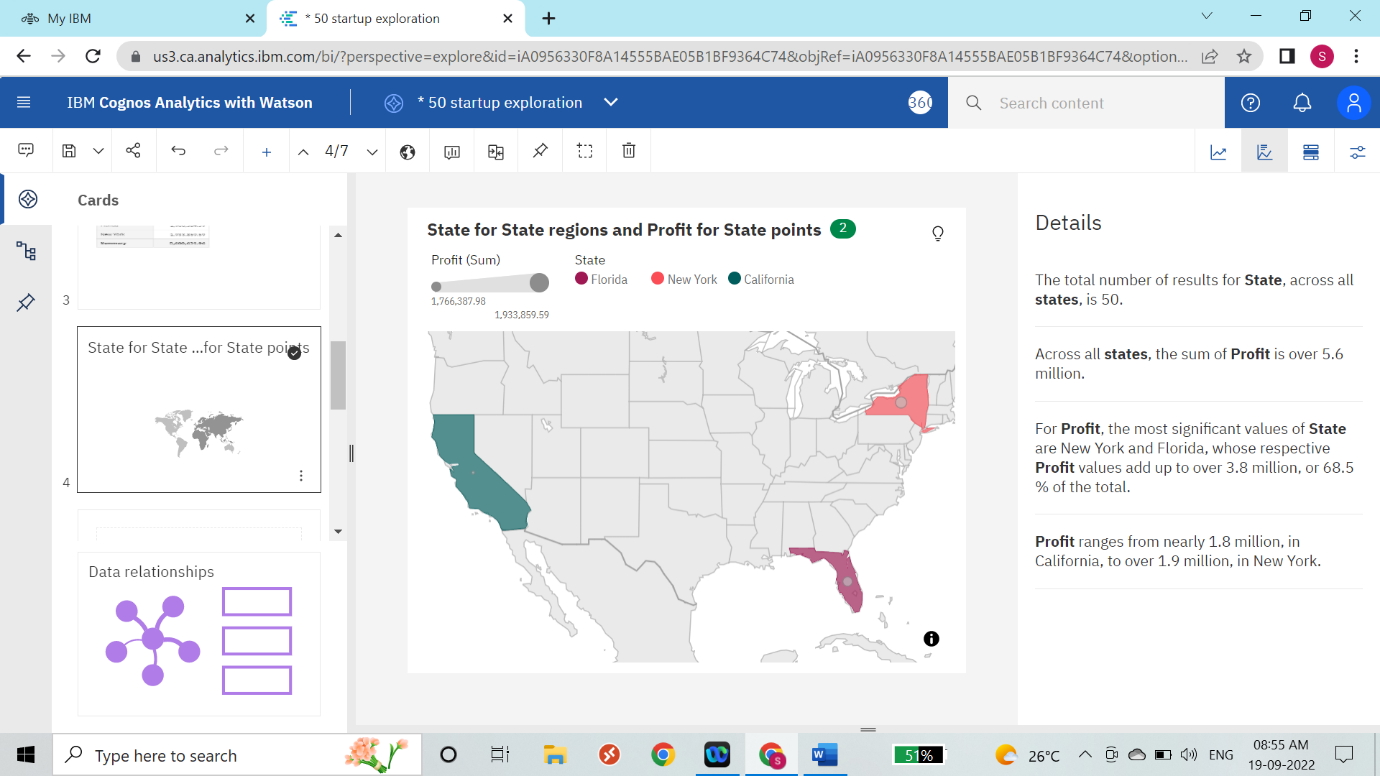 My IBM
* 50 startup exploration
us3.ca.analytics.ibm.com/bi/?perspective=explore&id=iA0956330F8A14555BAE05B1BF9364C74&objRef=iA0956330F8A14555BAE05B1BF9364C74&option...
S
IBM Cognos Analytics with Watson
* 50 startup exploration
360
Search content
4/7
Cards
3
State for State ...for State points
4
Data relationships
State for State regions and Profit for State points 2
Profit (Sum)
1,766,387.98
1,933,859.59
State
Florida
New York
California
Details
The total number of results for State, across all
states, is 50.
Across all states, the sum of Profit is over 5.6
million.
For Profit, the most significant values of State
are New York and Florida, whose respective
Profit values add up to over 3.8 million, or 68.5
% of the total.
Profit ranges from nearly 1.8 million, in
California, to over 1.9 million, in New York.
Type here to search
51%
26°C
ENG
08:55 AM
19-09-2022